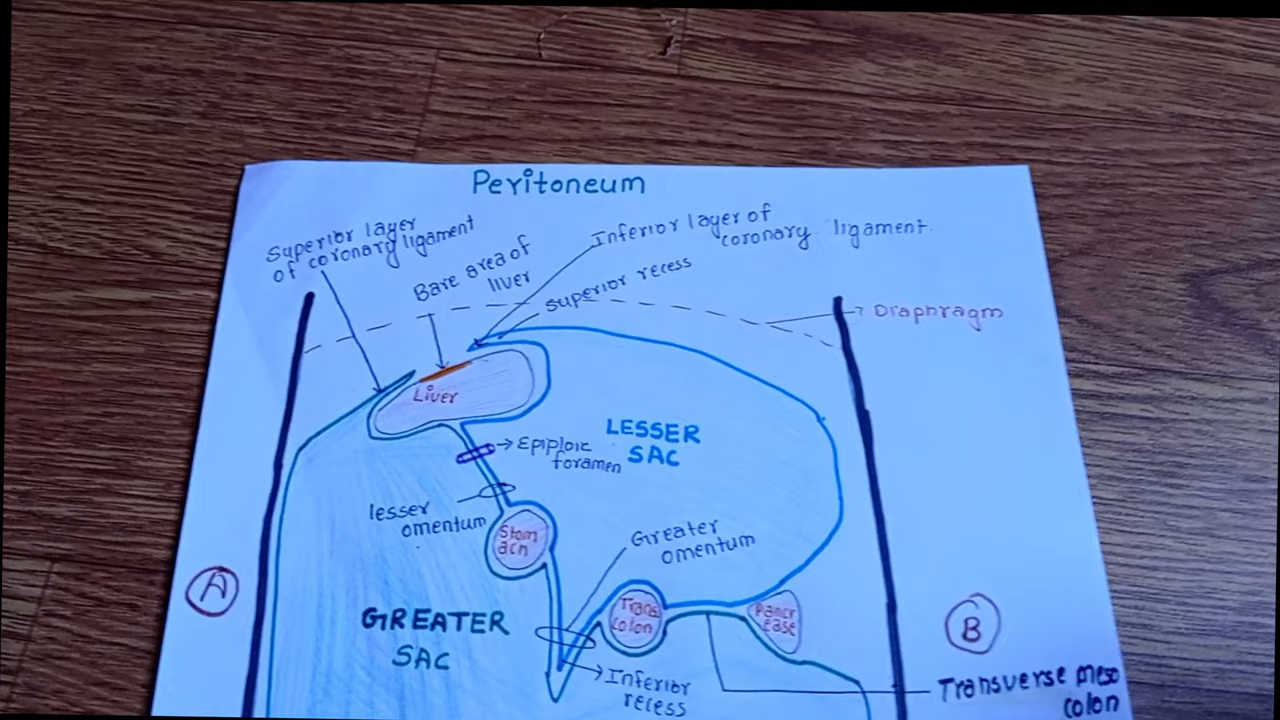 Peritoneum
Superior layer
of coronary ligament
Bare area of
liver
Inferior layer of
coronary ligament.
Superior recess
Diaphragm
Liver
LESSER
SAC
Epiploic
foramen
lesser
omentum
Stom
ach
Greater
omentum
A
GREATER
SAC
Trans
colon
Pancr
ease
B
Inferior
recess
Transverse meso
colon